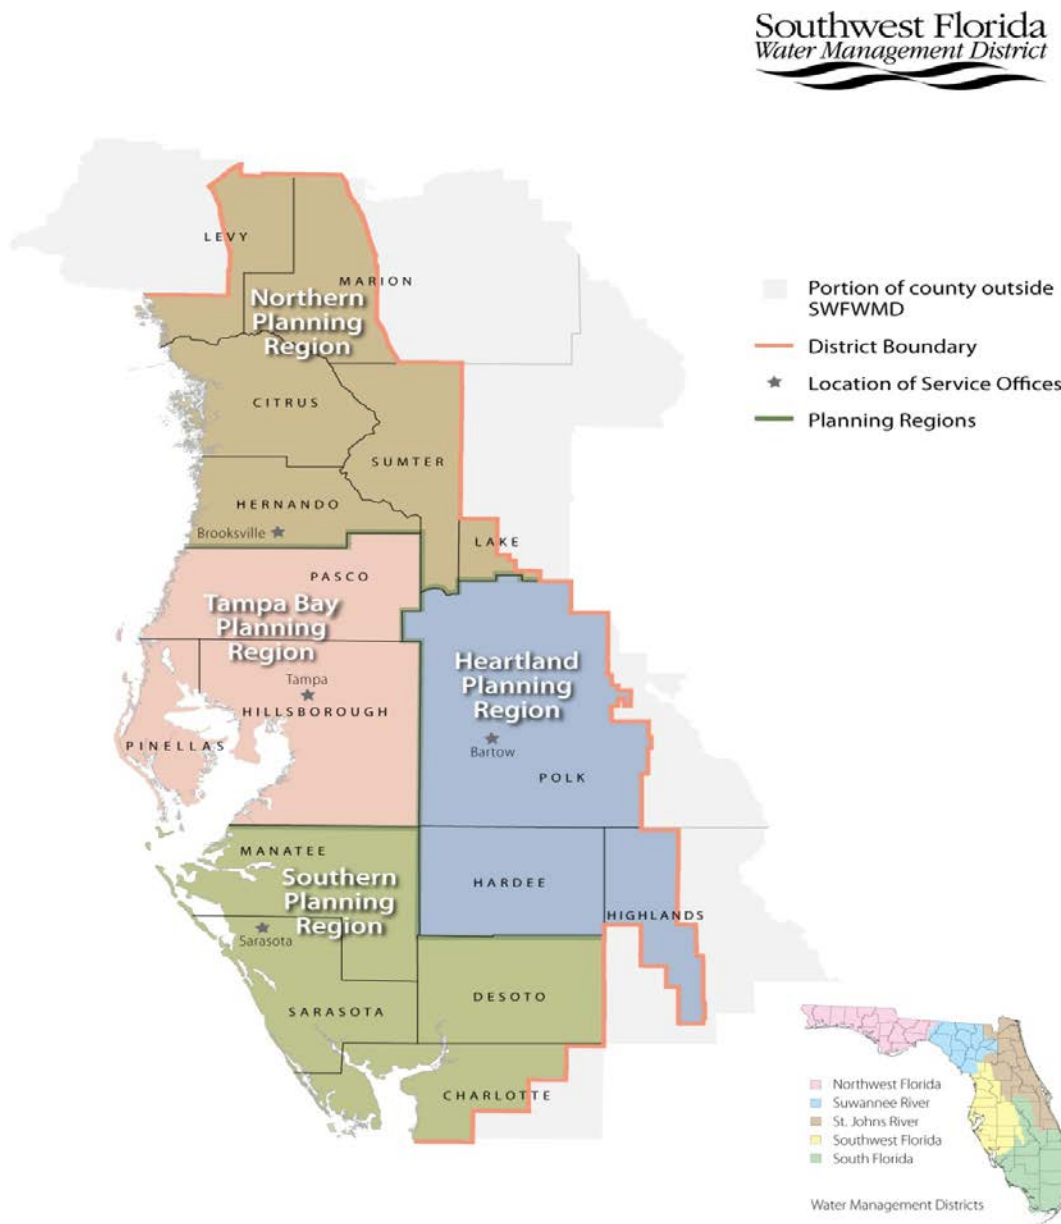 Southwest Florida
Water Management District
LEVY
MARION
Northern
Planning
Region
Portion of county outside
SWFWMD
District Boundary
Location of Service Offices
Planning Regions
CITRUS
SUMTER
HERNANDO
Brooksville
LAKE
PASCO
Tampa Bay
Planning
Region
Tampa
HILLSBOROUGH
PINELLAS
Heartland
Planning
Region
Bartow
POLK
MANATEE
Southern
Planning
Region
HARDEE
HIGHLANDS
Sarasota
SARASOTA
DESOTO
CHARLOTTE
Northwest Florida
Suwannee River
St. Johns River
Southwest Florida
South Florida
Water Management Districts